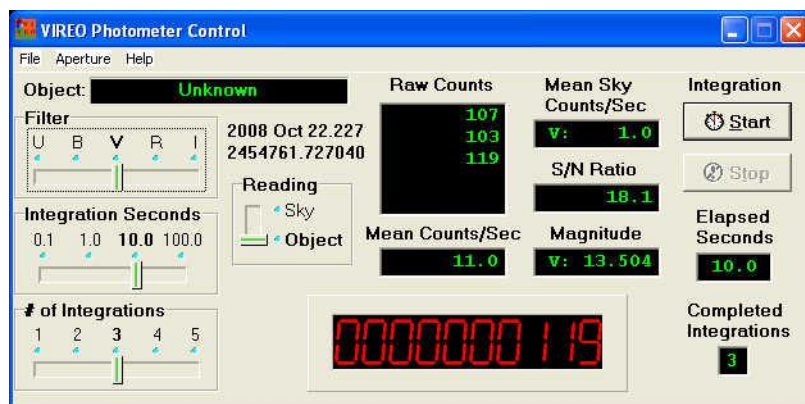 VIREO Photometer Control
File Aperture Help
Object: Unknown
Filter
U B V R I
2008 Oct 22.227
2454761.727040
Reading
Sky
Object
Integration Seconds
0.1 1.0 10.0 100.0
# of Integrations
1 2 3 4 5
Raw Counts
107
103
119
Mean Counts/Sec
11.0
Mean Sky
Counts/Sec
V: 1.0
S/N Ratio
18.1
Magnitude
V: 13.504
0000000119
Integration
Start
Stop
Elapsed
Seconds
10.0
Completed
Integrations
3